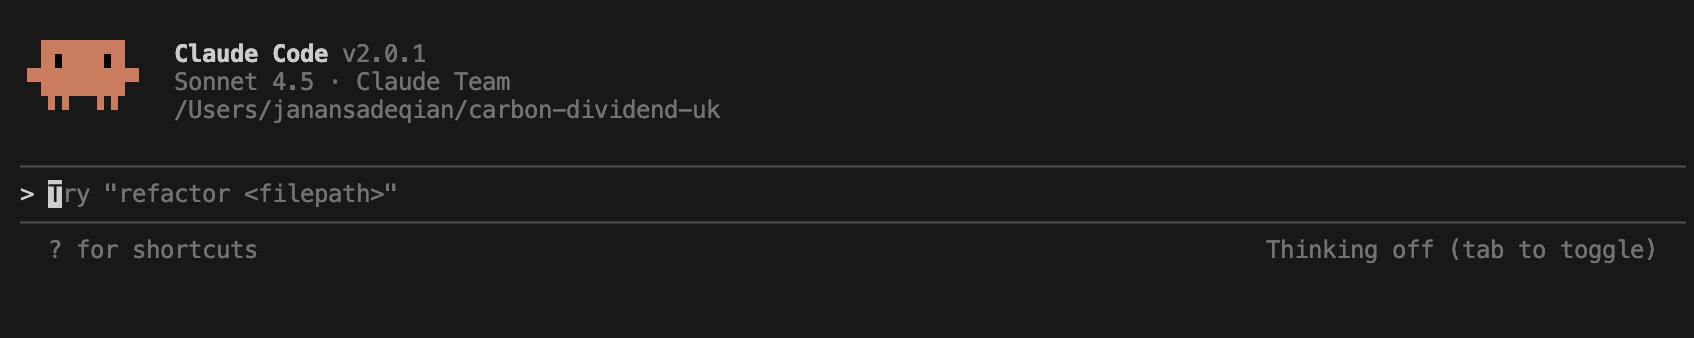 Claude Code v2.0.1
Sonnet 4.5 · Claude Team
/Users/janansadeqian/carbon-dividend-uk
> Try "refactor <filepath>"
? for shortcuts Thinking off (tab to toggle)